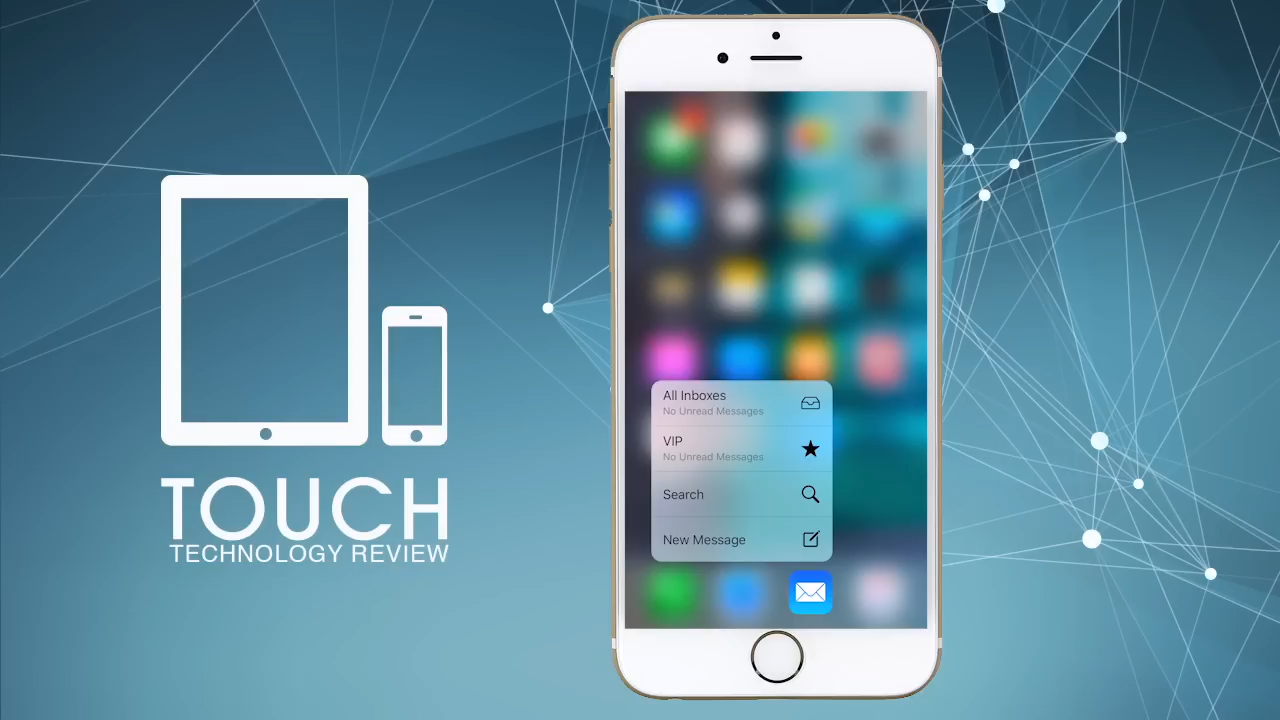 TOUCH
TECHNOLOGY REVIEW
All Inboxes
No Unread Messages
VIP
No Unread Messages
Search
New Message